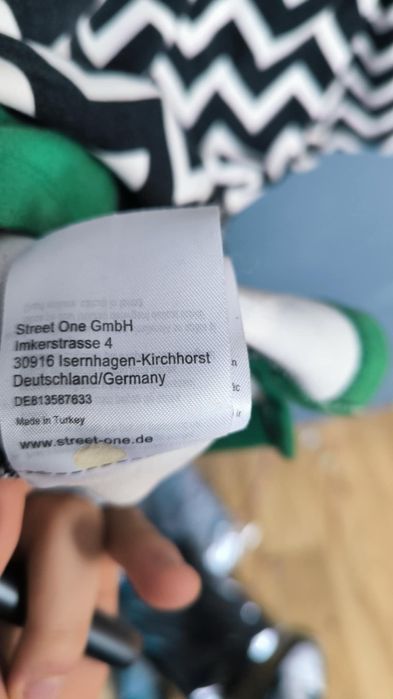 Street One GmbH
Imkerstrasse 4
30916 Isernhagen-Kirchhorst
Deutschland/Germany
DE813587633
Made in Turkey
www.street-one.de